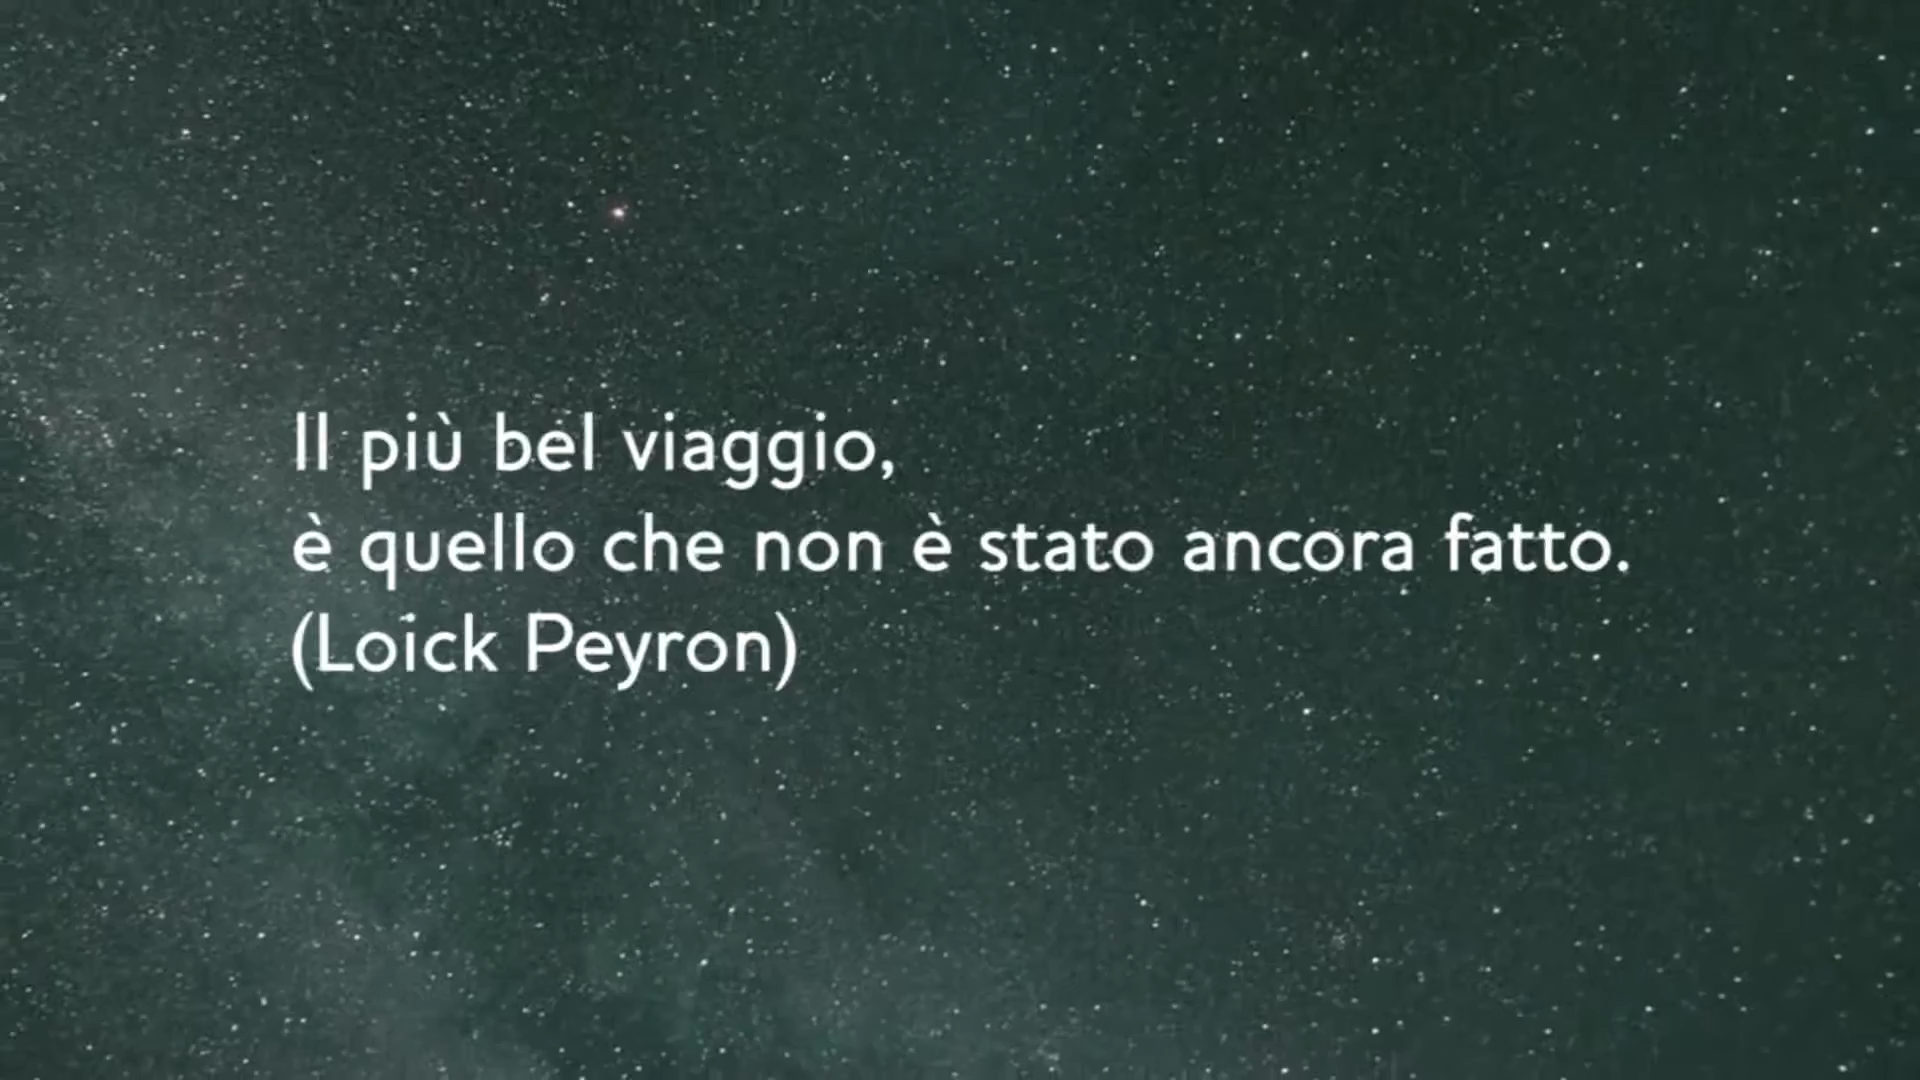 Il più bel viaggio,
è quello che non è stato ancora fatto.
(Loick Peyron)